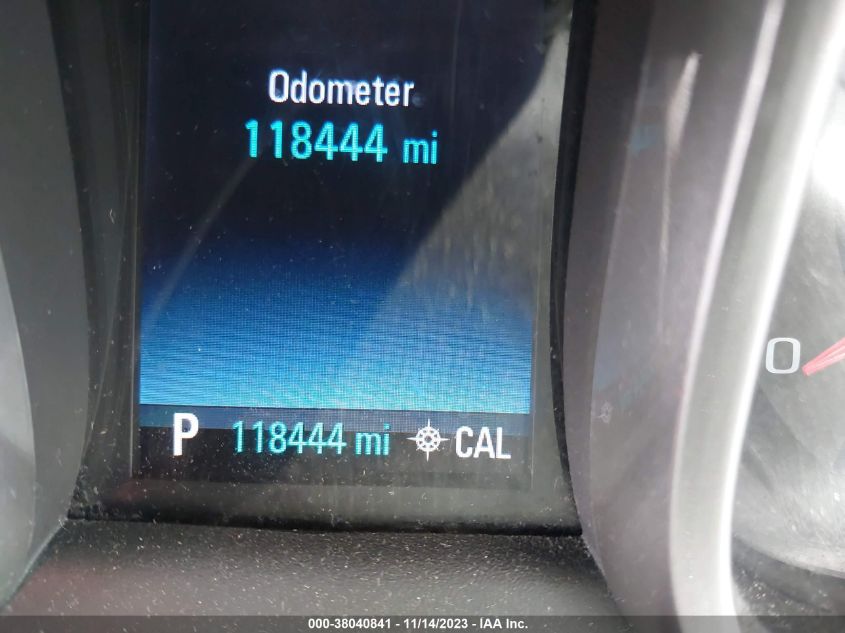 Odometer
118444 mi
0
P 118444 mi CAL
000-38040841 - 11/14/2023 - IAA Inc.